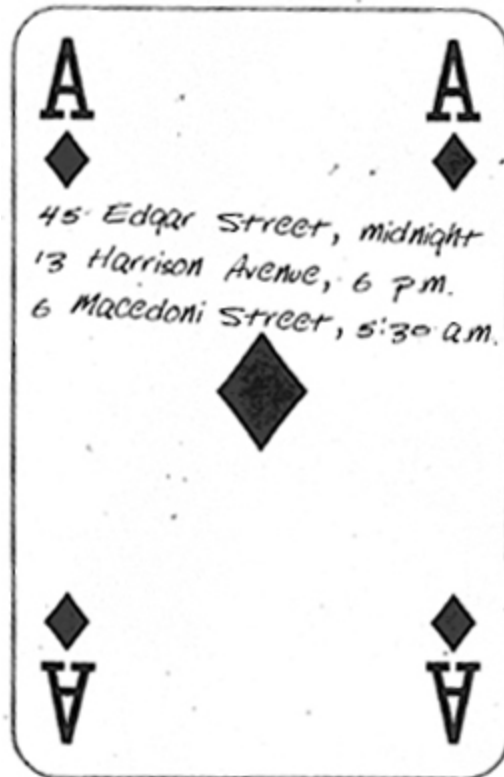 A A
45 Edgar Street, midnight
13 Harrison Avenue, 6 p.m.
6 Macedoni Street, 5:30 a.m.
A A